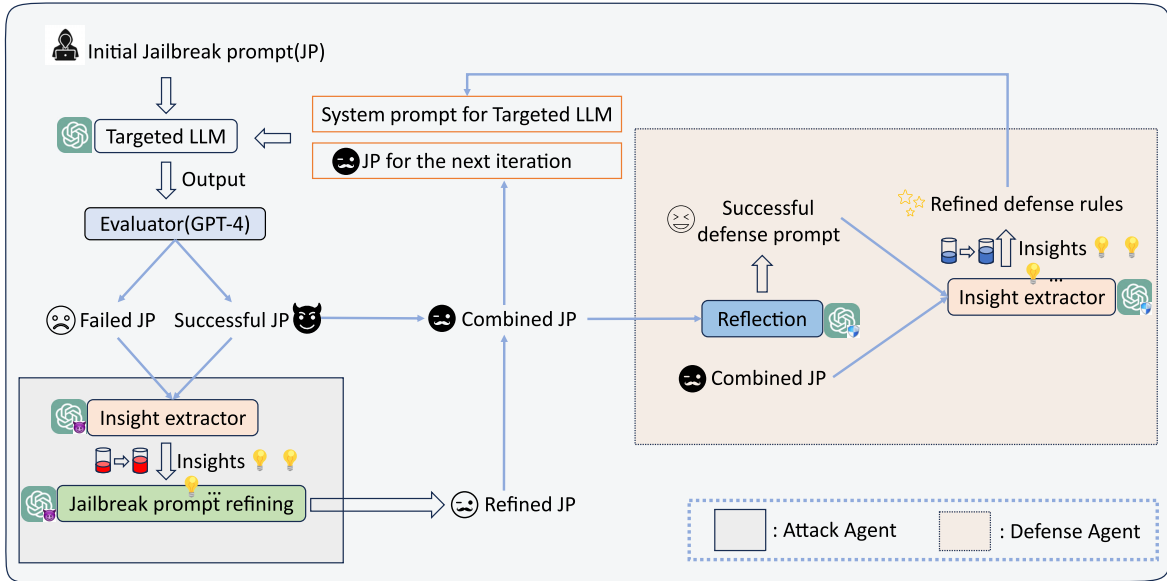 Initial Jailbreak prompt(JP)
Targeted LLM
Output
Evaluator(GPT-4)
Failed JP
Successful JP
Insight extractor
Insights
...
Jailbreak prompt refining
System prompt for Targeted LLM
JP for the next iteration
Combined JP
Refined JP
Successful
defense prompt
Reflection
Combined JP
Refined defense rules
Insights
...
Insight extractor
: Attack Agent
: Defense Agent